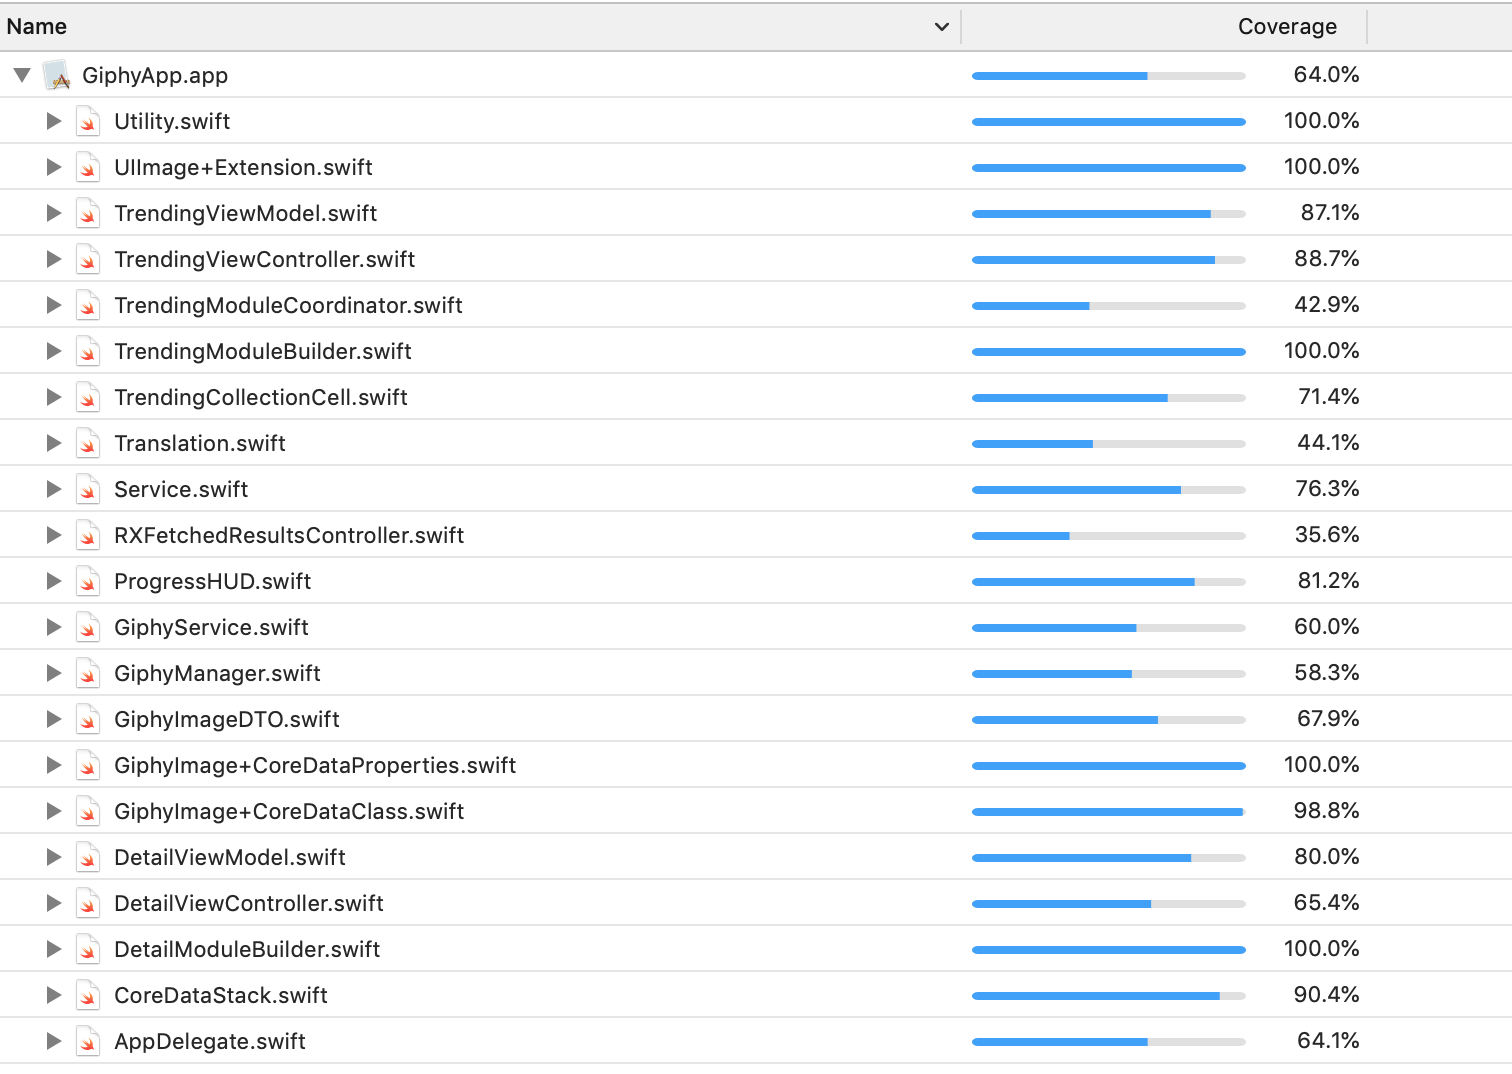 Name Coverage
GiphyApp.app 64.0%
Utility.swift 100.0%
UIImage+Extension.swift 100.0%
TrendingViewModel.swift 87.1%
TrendingViewController.swift 88.7%
TrendingModuleCoordinator.swift 42.9%
TrendingModuleBuilder.swift 100.0%
TrendingCollectionCell.swift 71.4%
Translation.swift 44.1%
Service.swift 76.3%
RXFetchedResultsController.swift 35.6%
ProgressHUD.swift 81.2%
GiphyService.swift 60.0%
GiphyManager.swift 58.3%
GiphyImageDTO.swift 67.9%
GiphyImage+CoreDataProperties.swift 100.0%
GiphyImage+CoreDataClass.swift 98.8%
DetailViewModel.swift 80.0%
DetailViewController.swift 65.4%
DetailModuleBuilder.swift 100.0%
CoreDataStack.swift 90.4%
AppDelegate.swift 64.1%